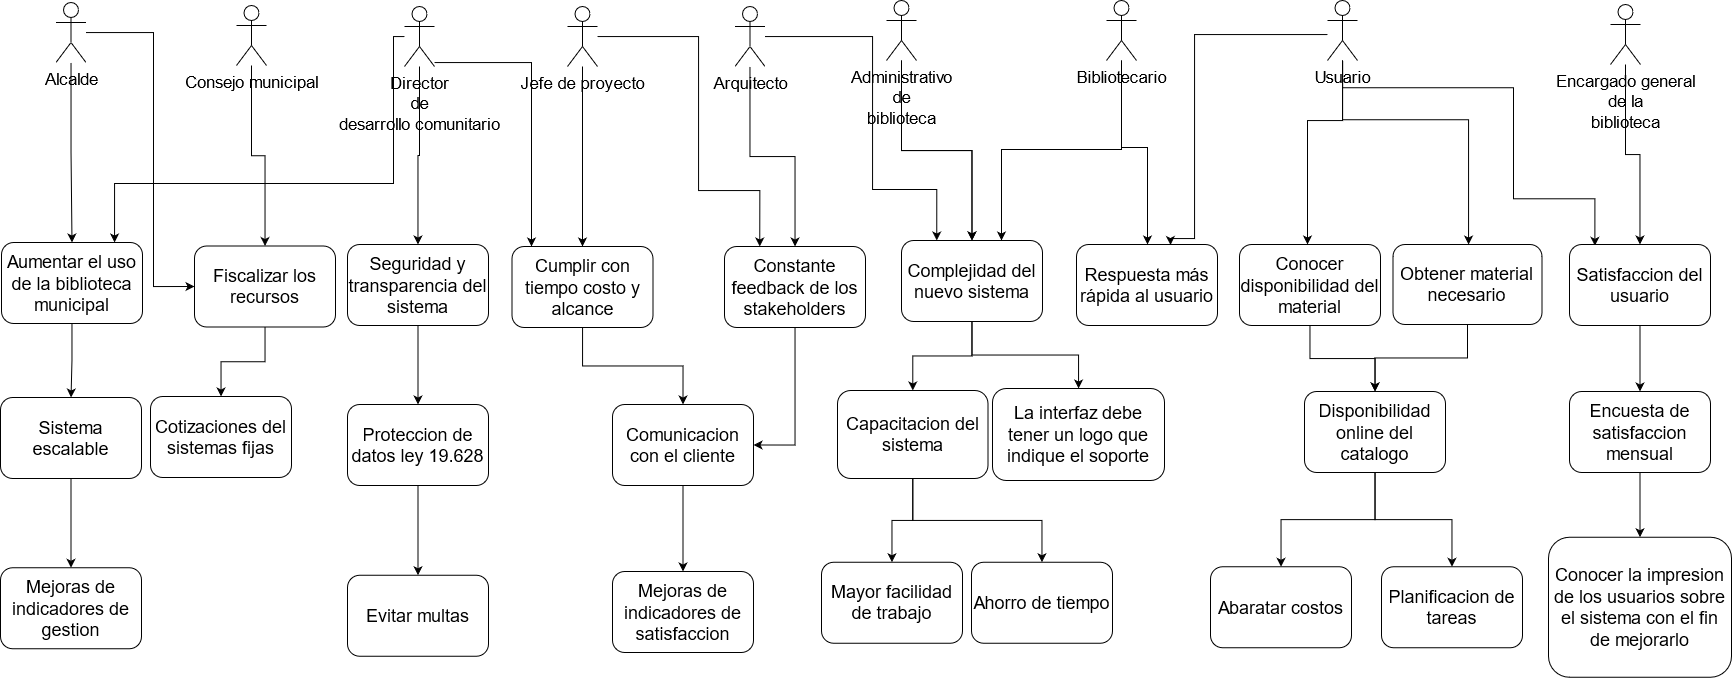 Alcalde
Consejo municipal
Director
de
desarrollo comunitario
Jefe de proyecto
Arquitecto
Administrativo
de
biblioteca
Bibliotecario
Usuario
Encargado general
de la
biblioteca
Aumentar el uso
de la biblioteca
municipal
Fiscalizar los
recursos
Seguridad y
transparencia del
sistema
Cumplir con
tiempo costo y
alcance
Constante
feedback de los
stakeholders
Complejidad del
nuevo sistema
Respuesta más
rápida al usuario
Conocer
disponibilidad del
material
Obtener material
necesario
Satisfaccion del
usuario
Sistema
escalable
Cotizaciones del
sistemas fijas
Proteccion de
datos ley 19.628
Comunicacion
con el cliente
Capacitacion del
sistema
La interfaz debe
tener un logo que
indique el soporte
Disponibilidad
online del
catalogo
Encuesta de
satisfaccion
mensual
Mejoras de
indicadores de
gestion
Evitar multas
Mejoras de
indicadores de
satisfaccion
Mayor facilidad
de trabajo
Ahorro de tiempo
Abaratar costos
Planificacion de
tareas
Conocer la impresion
de los usuarios sobre
el sistema con el fin
de mejorarlo